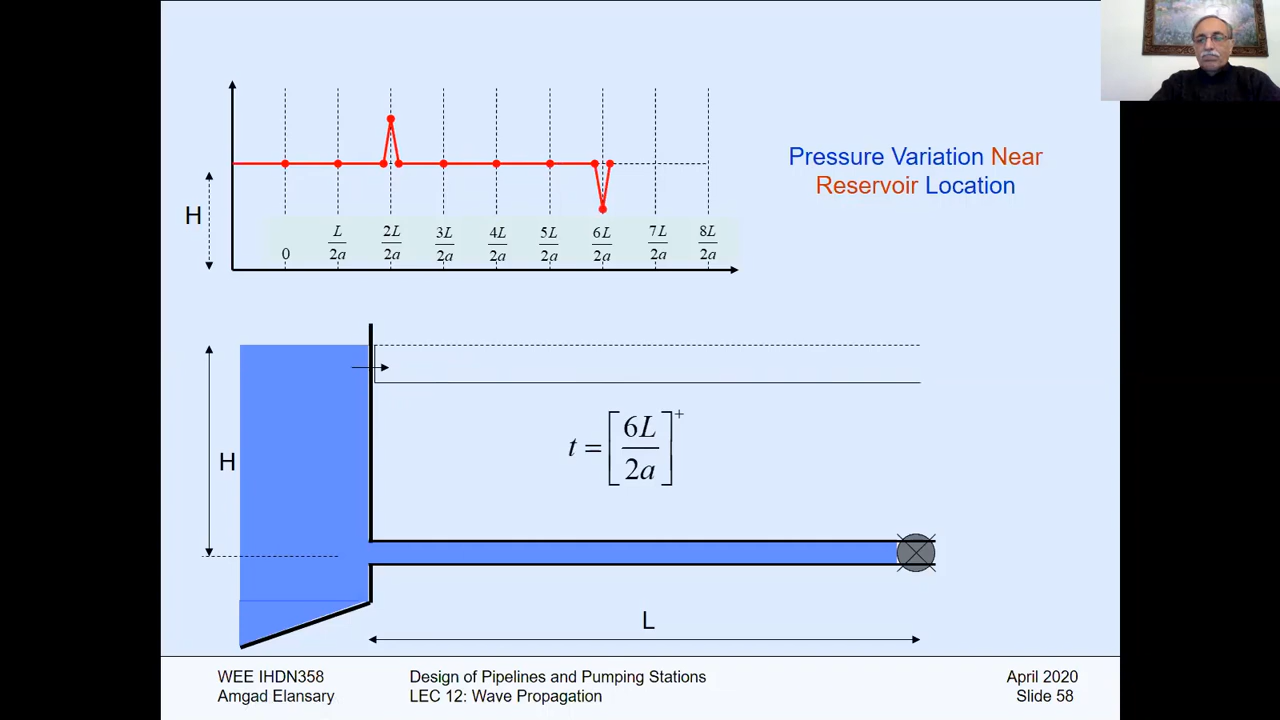 Pressure Variation Near
Reservoir Location
H
0 L/2a 2L/2a 3L/2a 4L/2a 5L/2a 6L/2a 7L/2a 8L/2a
t = [6L/2a]⁺
H
L
WEE IHDN358
Amgad Elansary
Design of Pipelines and Pumping Stations
LEC 12: Wave Propagation
April 2020
Slide 58